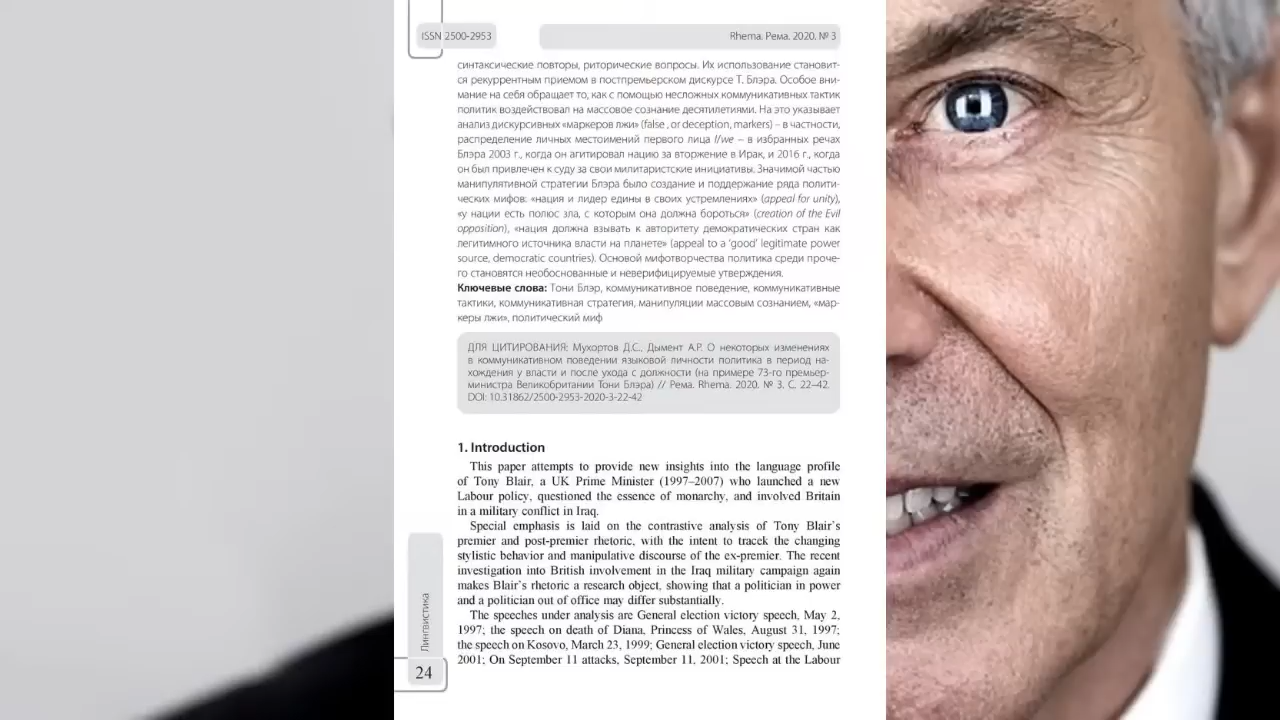 ISSN 2500-2953
Rhema. Рема. 2020. № 3
синтаксические повторы, риторические вопросы. Их использование становит-
ся рекуррентным приемом в постпремьерском дискурсе Т. Блэра. Особое вни-
мание на себя обращает то, как с помощью несложных коммуникативных тактик
политик воздействовал на массовое сознание десятилетиями. На это указывает
анализ дискурсивных «маркеров лжи» (false , or deception, markers) – в частности,
распределение личных местоимений первого лица I/we – в избранных речах
Блэра 2003 г., когда он агитировал нацию за вторжение в Ирак, и 2016 г., когда
он был привлечен к суду за свои милитаристские инициативы. Значимой частью
манипулятивной стратегии Блэра было создание и поддержание ряда полити-
ческих мифов: «нация и лидер едины в своих устремлениях» (appeal for unity),
«у нации есть полюс зла, с которым она должна бороться» (creation of the Evil
opposition), «нация должна взывать к авторитету демократических стран как
легитимного источника власти на планете» (appeal to a ‘good’ legitimate power
source, democratic countries). Основой мифотворчества политика среди проче-
го становятся необоснованные и неверифицируемые утверждения.
Ключевые слова: Тони Блэр, коммуникативное поведение, коммуникативные
тактики, коммуникативная стратегия, манипуляции массовым сознанием, «мар-
керы лжи», политический миф
ДЛЯ ЦИТИРОВАНИЯ: Мухортов Д.С., Дымент А.Р. О некоторых изменениях
в коммуникативном поведении языковой личности политика в период на-
хождения у власти и после ухода с должности (на примере 73-го премьер-
министра Великобритании Тони Блэра) // Рема. Rhema. 2020. № 3. С. 22–42.
DOI: 10.31862/2500-2953-2020-3-22-42
1. Introduction
This paper attempts to provide new insights into the language profile
of Tony Blair, a UK Prime Minister (1997–2007) who launched a new
Labour policy, questioned the essence of monarchy, and involved Britain
in a military conflict in Iraq.
Special emphasis is laid on the contrastive analysis of Tony Blair’s
premier and post-premier rhetoric, with the intent to tracek the changing
stylistic behavior and manipulative discourse of the ex-premier. The recent
investigation into British involvement in the Iraq military campaign again
makes Blair’s rhetoric a research object, showing that a politician in power
and a politician out of office may differ substantially.
The speeches under analysis are General election victory speech, May 2,
1997; the speech on death of Diana, Princess of Wales, August 31, 1997;
the speech on Kosovo, March 23, 1999; General election victory speech, June
2001; On September 11 attacks, September 11, 2001; Speech at the Labour
Лингвистика
24